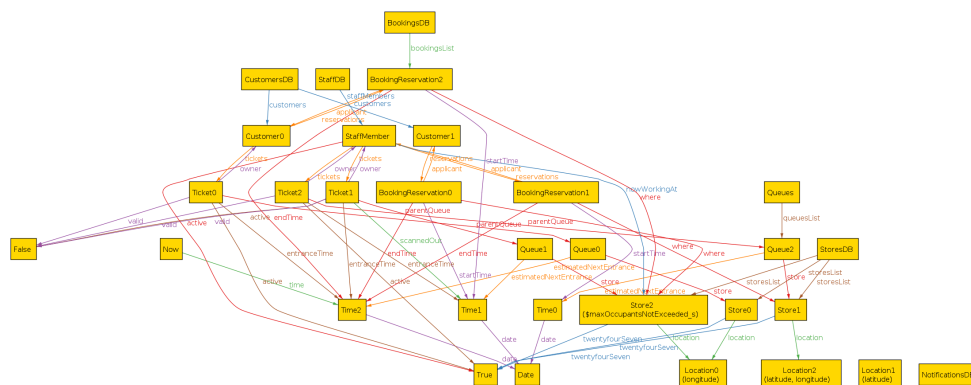 BookingsDB
bookingsList
CustomersDB
StaffDB
BookingReservation2
staffMembers
customers
customers
applicant
reservations
Customer0
StaffMember
Customer1
tickets
owner
tickets
owner
owner
tickets
reservations
applicant
applicant
reservations
startTime
nowWorkingAt
where
Ticket0
Ticket2
Ticket1
BookingReservation0
BookingReservation1
Queues
valid
valid
valid
active
active
endTime
parentQueue
parentQueue
parentQueue
queuesList
scannedOut
False
Now
entranceTime
entranceTime
endTime
entranceTime
endTime
Queue1
Queue0
startTime
where
where
Queue2
StoresDB
active
time
active
startTime
estimatedNextEntrance
estimatedNextEntrance
estimatedNextEntrance
store
store
store
storesList
storesList
storesList
Time2
Time1
Time0
Store2
($maxOccupantsNotExceeded_s)
Store0
Store1
date
date
date
twentyfourSeven
twentyfourSeven
location
location
location
True
Date
Location0
(longitude)
Location2
(latitude, longitude)
Location1
(latitude)
NotificationsDB